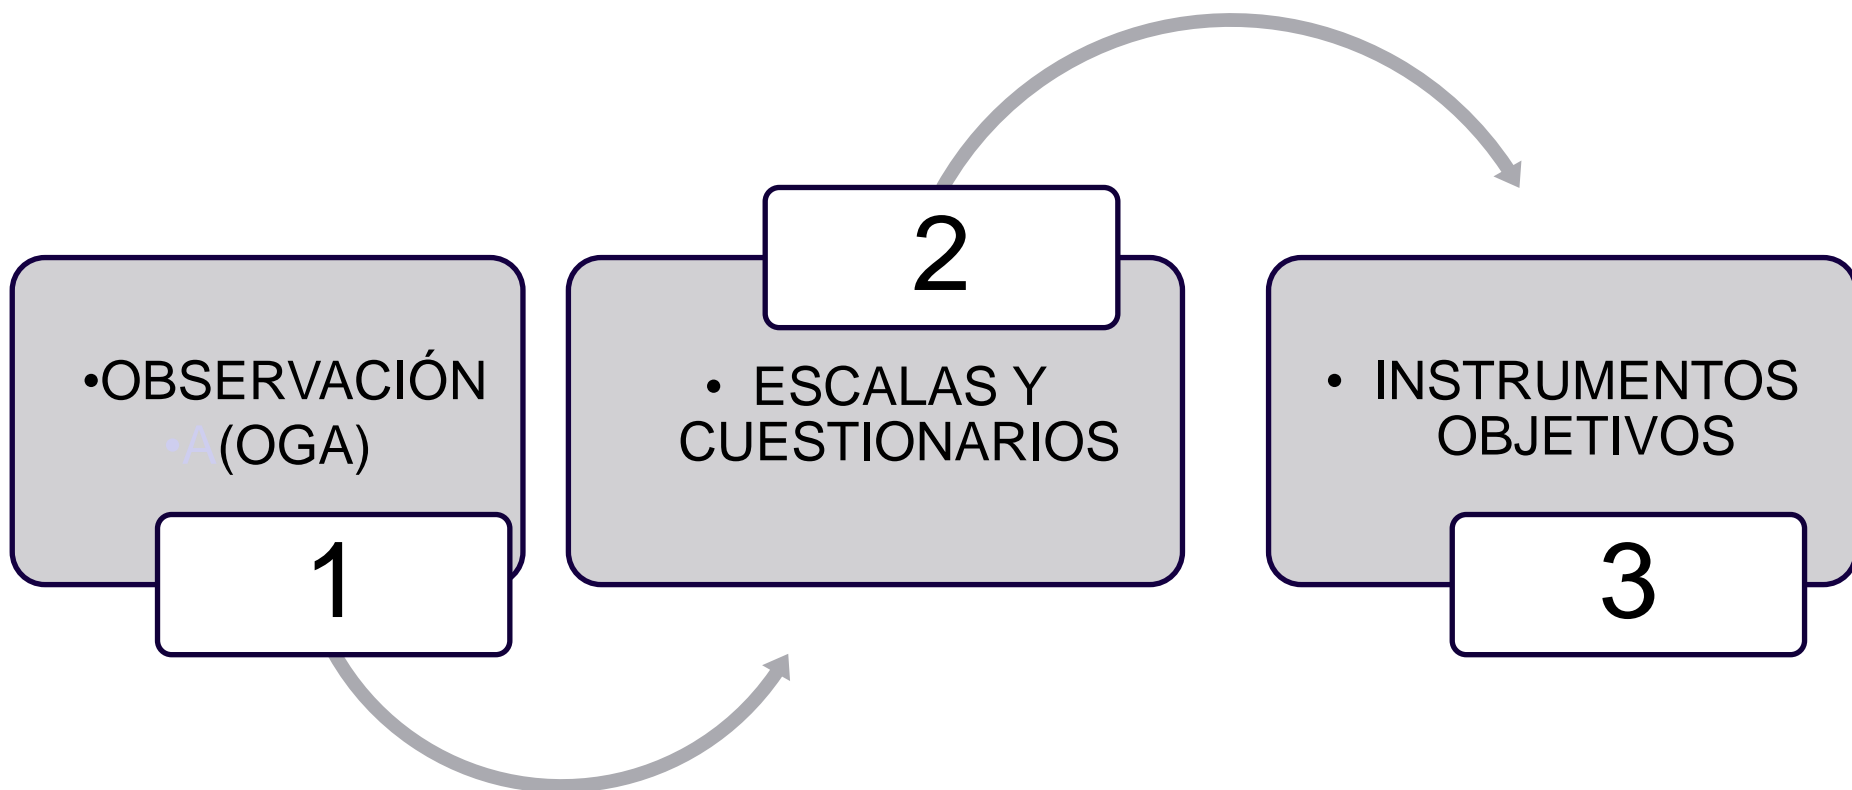 •OBSERVACIÓN
•A(OGA)
1
2
• ESCALAS Y
CUESTIONARIOS
• INSTRUMENTOS
OBJETIVOS
3